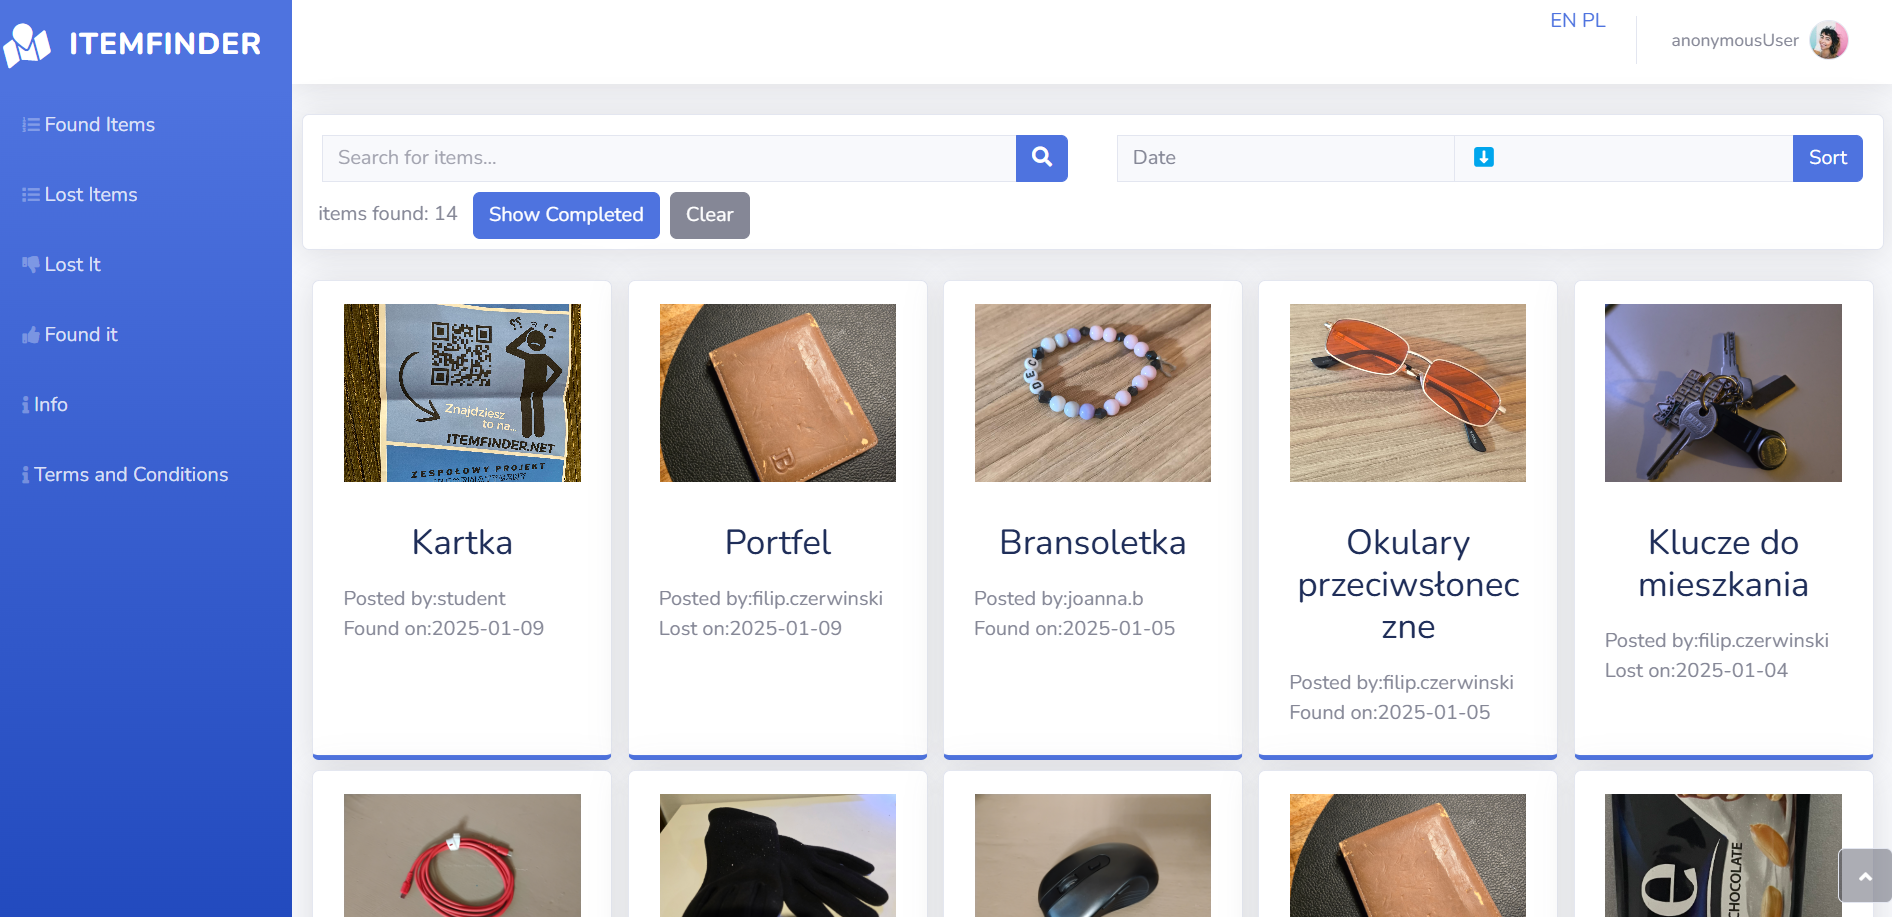 ITEMFINDER
EN PL
anonymousUser
Found Items
Lost Items
Lost It
Found it
Info
Terms and Conditions
Search for items...
Date
Sort
items found: 14
Show Completed
Clear
Znajdziesz
to na...
ITEMFINDER.NET
ZESPOŁOWY PROJEKT
B
DEC
Kartka
Posted by:student
Found on:2025-01-09
Portfel
Posted by:filip.czerwinski
Lost on:2025-01-09
Bransoletka
Posted by:joanna.b
Found on:2025-01-05
Okulary
przeciwsłonec
zne
Posted by:filip.czerwinski
Found on:2025-01-05
Klucze do
mieszkania
Posted by:filip.czerwinski
Lost on:2025-01-04
e
CHOCOLATE